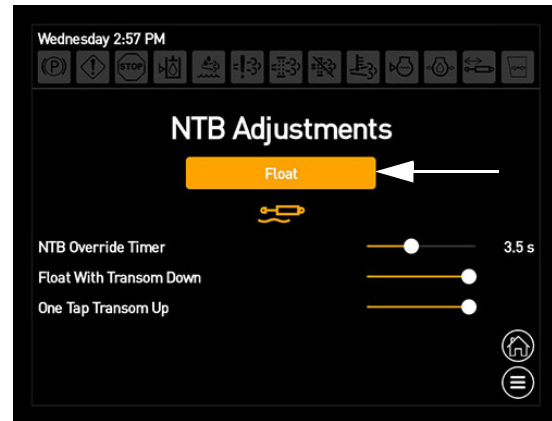 Wednesday 2:57 PM
(P)
STOP
NTB Adjustments
Float
NTB Override Timer 3.5 s
Float With Transom Down
One Tap Transom Up